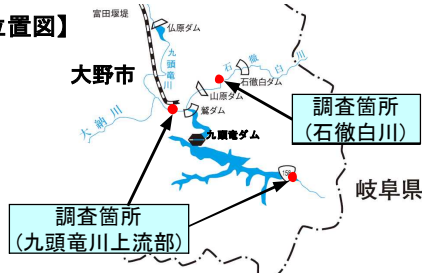 位置図】
富田堰堤
仏原ダム
九頭竜川
大野市
石徹白川
石徹白ダム
山原ダム
大納川
鷲ダム
調査箇所
(石徹白川)
九頭竜ダム
158
岐阜県
調査箇所
(九頭竜川上流部)